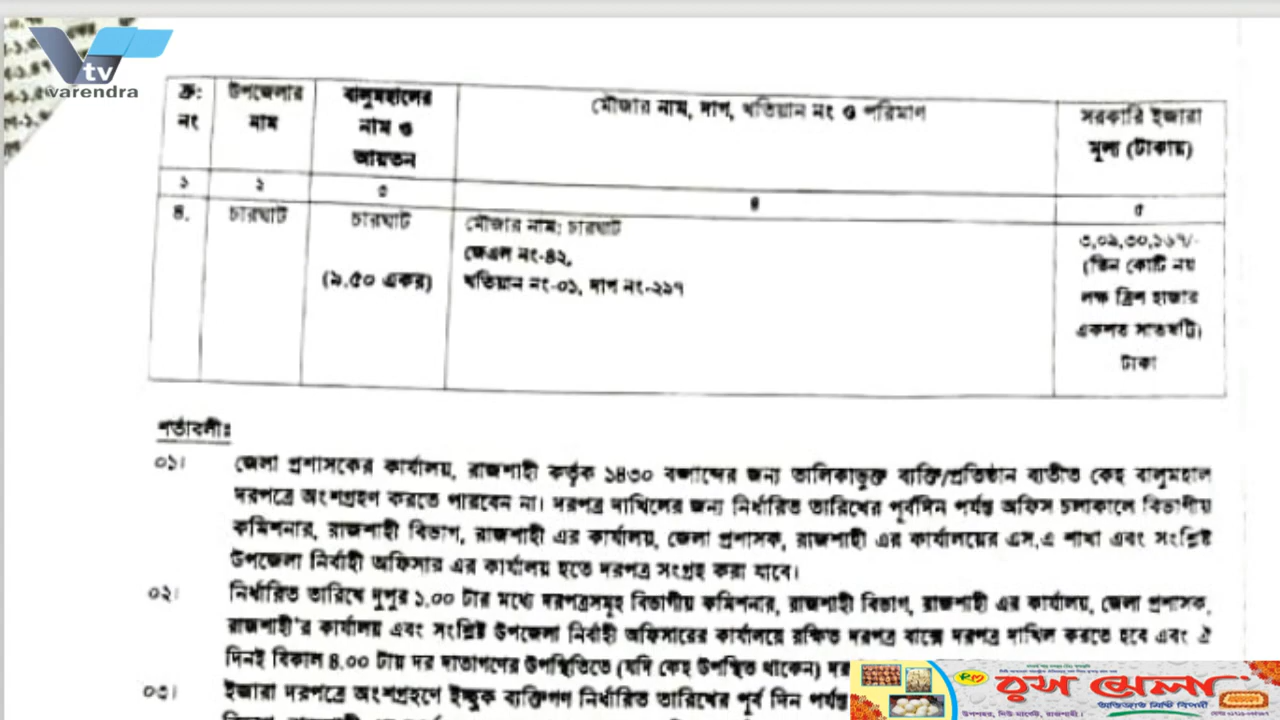 tv
varendra
ক্র: নং
উপজেলার নাম
বালুমহালের নাম ও আয়তন
মৌজার নাম, দাগ, খতিয়ান নং ও পরিমাণ
সরকারি ইজারা মূল্য (টাকায়)
১ ২ ৩ ৪ ৫
৪. চারঘাট
চারঘাট
(৯.৫০ একর)
মৌজার নাম: চারঘাট
জেএল নং-৪২,
খতিয়ান নং-০১, দাগ নং-২৯৭
৩,০৯,৩০,১৬৭/-
(তিন কোটি নয়
লক্ষ ত্রিশ হাজার
একশত সাতষট্টি)
টাকা
শর্তাবলীঃ
০১। জেলা প্রশাসকের কার্যালয়, রাজশাহী কর্তৃক ১৪৩০ বঙ্গাব্দের জন্য তালিকাভুক্ত ব্যক্তি/প্রতিষ্ঠান ব্যতীত কেহ বালুমহাল
দরপত্রে অংশগ্রহণ করতে পারবেন না। দরপত্র দাখিলের জন্য নির্ধারিত তারিখের পূর্বদিন পর্যন্ত অফিস চলাকালে বিভাগীয়
কমিশনার, রাজশাহী বিভাগ, রাজশাহী এর কার্যালয়, জেলা প্রশাসক, রাজশাহী এর কার্যালয়ের এস,এ শাখা এবং সংশ্লিষ্ট
উপজেলা নির্বাহী অফিসার এর কার্যালয় হতে দরপত্র সংগ্রহ করা যাবে।
০২। নির্ধারিত তারিখে দুপুর ১.০০ টার মধ্যে দরপত্রসমূহ বিভাগীয় কমিশনার, রাজশাহী বিভাগ, রাজশাহী এর কার্যালয়, জেলা প্রশাসক,
রাজশাহী'র কার্যালয় এবং সংশ্লিষ্ট উপজেলা নির্বাহী অফিসারের কার্যালয়ে রক্ষিত দরপত্র বাক্সে দরপত্র দাখিল করতে হবে এবং ঐ
দিনই বিকাল ৪.০০ টায় দর দাতাগণের উপস্থিতিতে (যদি কেহ উপস্থিত থাকেন) দর
০৩। ইজারা দরপত্রে অংশগ্রহণে ইচ্ছুক ব্যক্তিগণ নির্ধারিত তারিখের পূর্ব দিন পর্যন্ত
রস মেলা
অভিজাত মিষ্টি বিপনী
উপশহর, নিউ মার্কেট, রাজশাহী।